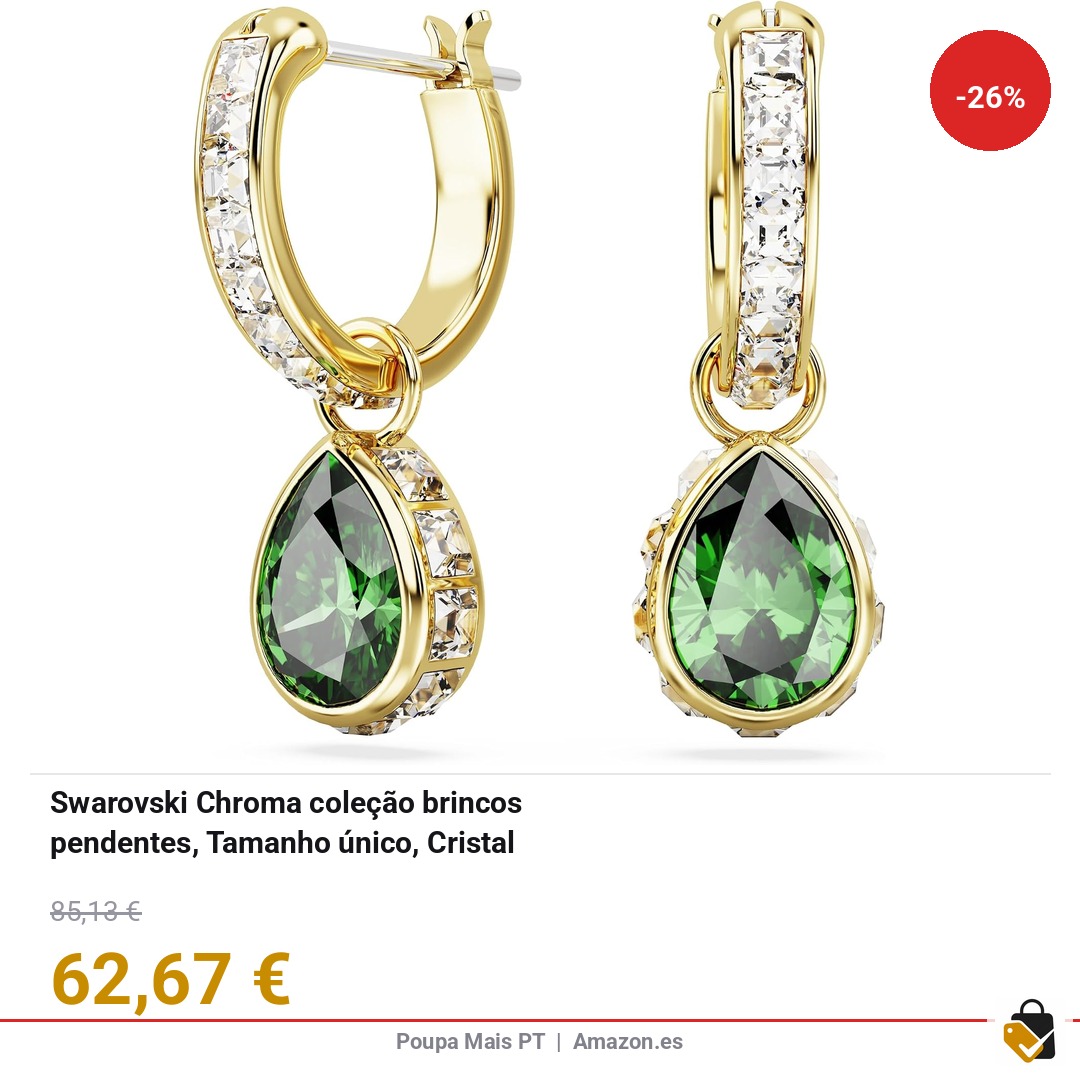 -26%
Swarovski Chroma coleção brincos
pendentes, Tamanho único, Cristal
85,13 €
62,67 €
Poupa Mais PT | Amazon.es